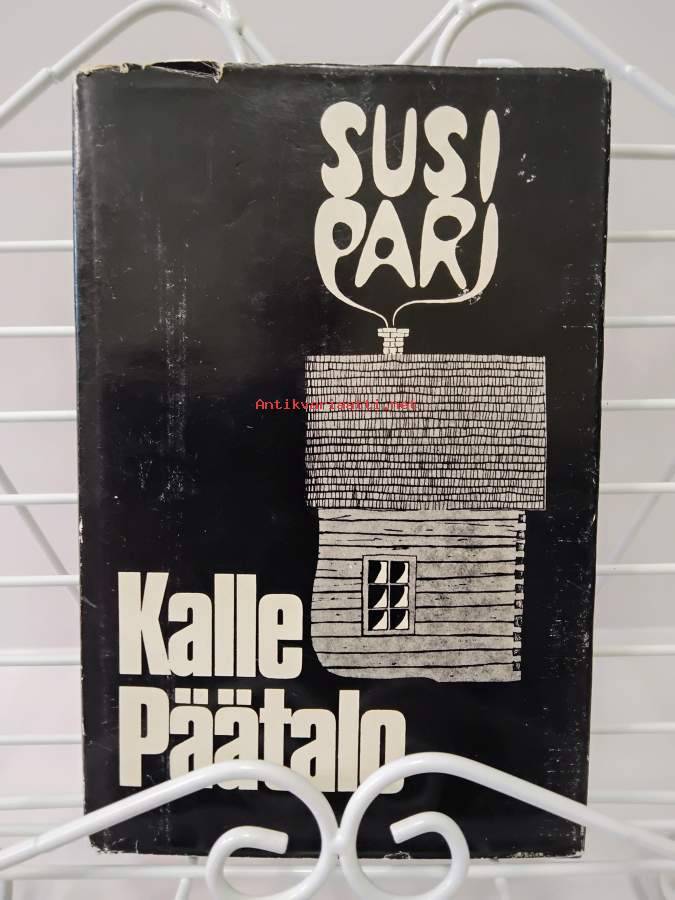 SUSI
PARI
Antikvariaatti.net
Kalle
Päätalo